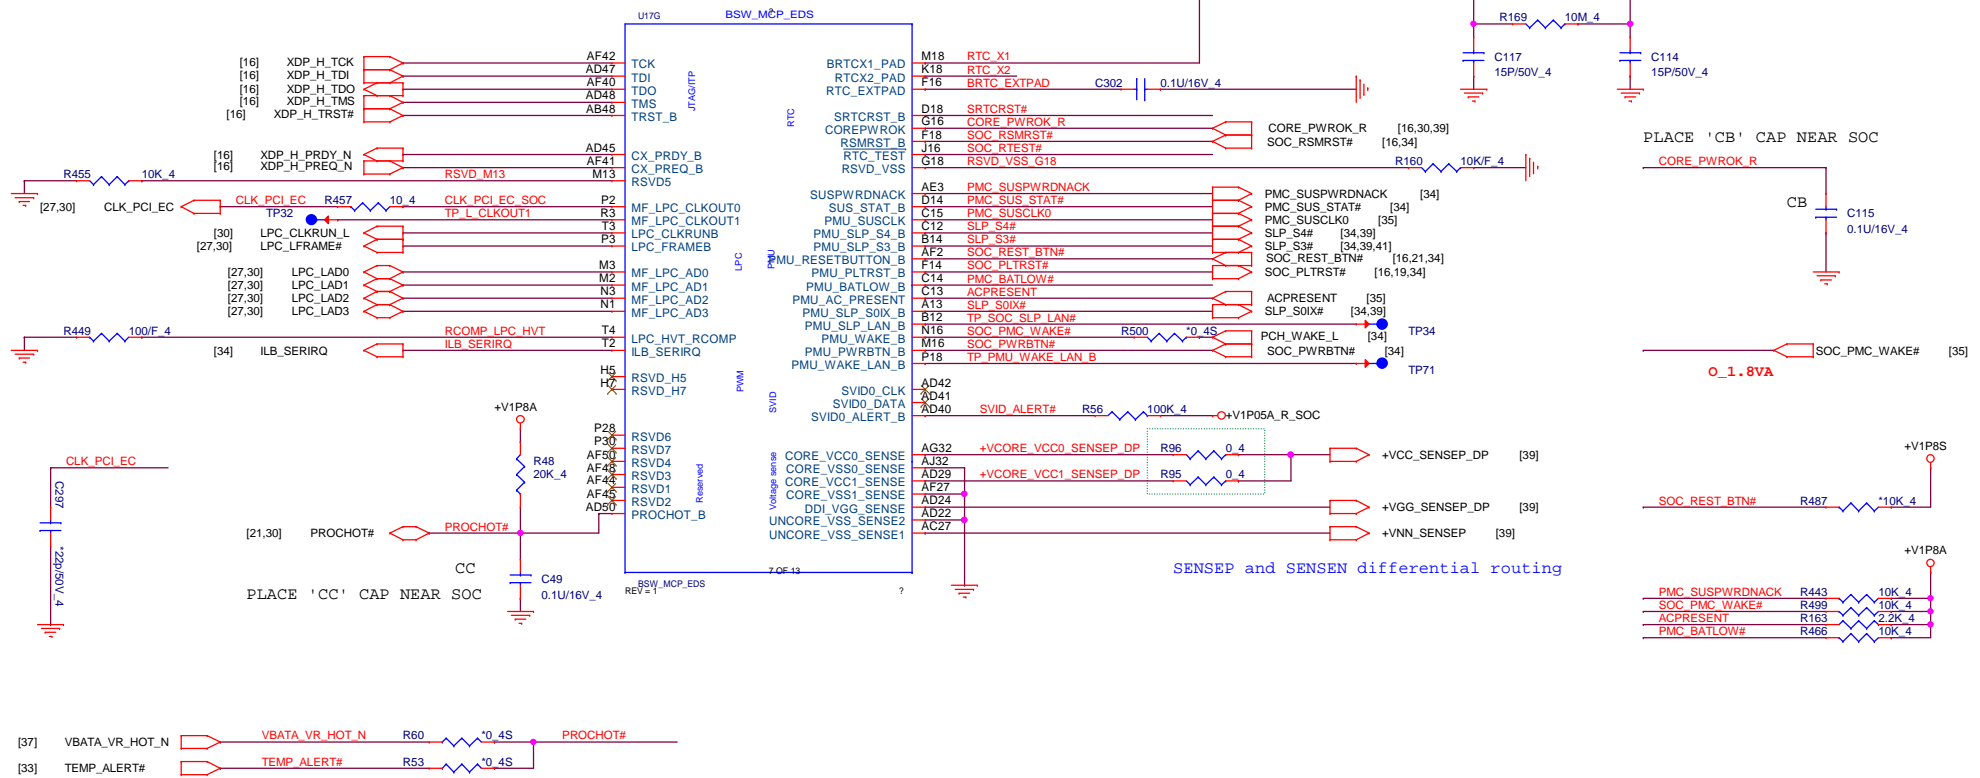 U17G
BSW_MCP_EDS
?
R169 10M_4
C117
15P/50V_4
C114
15P/50V_4
[16] XDP_H_TCK AF42 TCK
[16] XDP_H_TDI AD47 TDI
[16] XDP_H_TDO AF40 TDO
[16] XDP_H_TMS AD48 TMS
[16] XDP_H_TRST# AB48 TRST_B
JTAG/ITP
[16] XDP_H_PRDY_N AD45 CX_PRDY_B
[16] XDP_H_PREQ_N AF41 CX_PREQ_B
R455 10K_4 RSVD_M13 M13 RSVD5
[27,30] CLK_PCI_EC CLK_PCI_EC R457 10_4 CLK_PCI_EC_SOC P2 MF_LPC_CLKOUT0
TP32 TP_L_CLKOUT1 R3 MF_LPC_CLKOUT1
[30] LPC_CLKRUN_L T3 LPC_CLKRUNB
[27,30] LPC_LFRAME# P3 LPC_FRAMEB
LPC
[27,30] LPC_LAD0 M3 MF_LPC_AD0
[27,30] LPC_LAD1 M2 MF_LPC_AD1
[27,30] LPC_LAD2 N3 MF_LPC_AD2
[27,30] LPC_LAD3 N1 MF_LPC_AD3
R449 100/F_4 RCOMP_LPC_HVT T4 LPC_HVT_RCOMP
[34] ILB_SERIRQ ILB_SERIRQ T2 ILB_SERIRQ
H5 RSVD_H5
H7 RSVD_H7
PWM
P28 RSVD6
P30 RSVD7
AF50 RSVD4
AF48 RSVD3
AF44 RSVD1
AF45 RSVD2
AD50 PROCHOT_B
Reserved
+V1P8A
R48
20K_4
[21,30] PROCHOT# PROCHOT#
CC
C49
0.1U/16V_4
PLACE 'CC' CAP NEAR SOC
CLK_PCI_EC
C297
*22p/50V_4
BRTCX1_PAD M18 RTC_X1
RTCX2_PAD K18 RTC_X2
RTC_EXTPAD F16 BRTC_EXTPAD C302 0.1U/16V_4
RTC
SRTCRST_B D18 SRTCRST#
COREPWROK G16 CORE_PWROK_R CORE_PWROK_R [16,30,39]
RSMRST_B F18 SOC_RSMRST# SOC_RSMRST# [16,34]
RTC_TEST J16 SOC_RTEST#
RSVD_VSS G18 RSVD_VSS_G18 R160 10K/F_4
SUSPWRDNACK AE3 PMC_SUSPWRDNACK PMC_SUSPWRDNACK [34]
SUS_STAT_B D14 PMC_SUS_STAT# PMC_SUS_STAT# [34]
PMU_SUSCLK C15 PMC_SUSCLK0 PMC_SUSCLK0 [35]
PMU_SLP_S4_B C12 SLP_S4# SLP_S4# [34,39]
PMU_SLP_S3_B B14 SLP_S3# SLP_S3# [34,39,41]
PMU_RESETBUTTON_B AF2 SOC_REST_BTN# SOC_REST_BTN# [16,21,34]
PMU_PLTRST_B F14 SOC_PLTRST# SOC_PLTRST# [16,19,34]
PMU_BATLOW_B C14 PMC_BATLOW#
PMU_AC_PRESENT C13 ACPRESENT ACPRESENT [35]
PMU_SLP_S0IX_B A13 SLP_S0IX# SLP_S0IX# [34,39]
PMU_SLP_LAN_B B12 TP_SOC_SLP_LAN# TP34
PMU_WAKE_B N16 SOC_PMC_WAKE# R500 *0_4S PCH_WAKE_L [34]
PMU_PWRBTN_B M16 SOC_PWRBTN# SOC_PWRBTN# [34]
PMU_WAKE_LAN_B P18 TP_PMU_WAKE_LAN_B TP71
PMU
SVID0_CLK AD42
SVID0_DATA AD41
SVID0_ALERT_B AD40 SVID_ALERT# R56 100K_4 +V1P05A_R_SOC
SVID
CORE_VCC0_SENSE AG32 +VCORE_VCC0_SENSEP_DP R96 0_4 +VCC_SENSEP_DP [39]
CORE_VSS0_SENSE AJ32
CORE_VCC1_SENSE AD29 +VCORE_VCC1_SENSEP_DP R95 0_4
CORE_VSS1_SENSE AF27
DDI_VGG_SENSE AD24 +VGG_SENSEP_DP [39]
UNCORE_VSS_SENSE2 AD22
UNCORE_VSS_SENSE1 AC27 +VNN_SENSEP [39]
Voltage sense
SENSEP and SENSEN differential routing
7 OF 13
BSW_MCP_EDS
REV = 1
?
PLACE 'CB' CAP NEAR SOC
CORE_PWROK_R
CB
C115
0.1U/16V_4
SOC_PMC_WAKE# [35]
O_1.8VA
+V1P8S
SOC_REST_BTN# R487 *10K_4
+V1P8A
PMC_SUSPWRDNACK R443 10K_4
SOC_PMC_WAKE# R499 10K_4
ACPRESENT R163 2.2K_4
PMC_BATLOW# R466 10K_4
[37] VBATA_VR_HOT_N VBATA_VR_HOT_N R60 *0_4S PROCHOT#
[33] TEMP_ALERT# TEMP_ALERT# R53 *0_4S